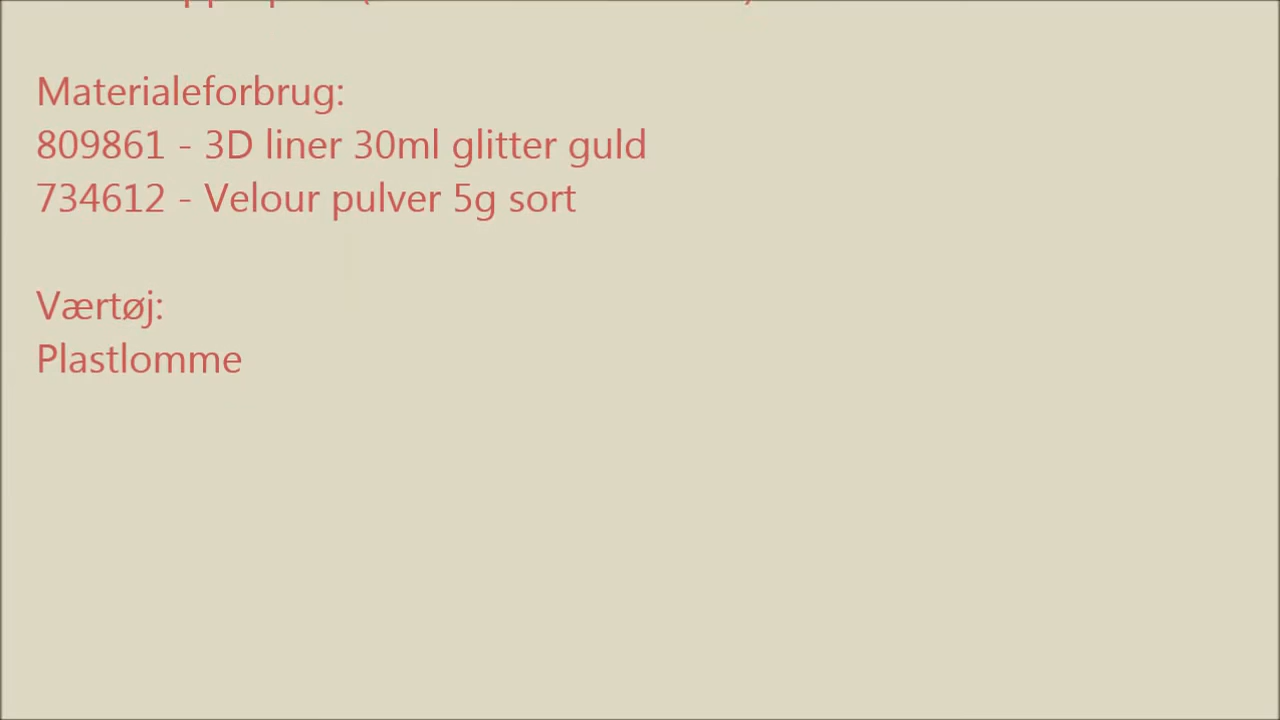 Materialeforbrug:
809861 - 3D liner 30ml glitter guld
734612 - Velour pulver 5g sort
Værtøj:
Plastlomme